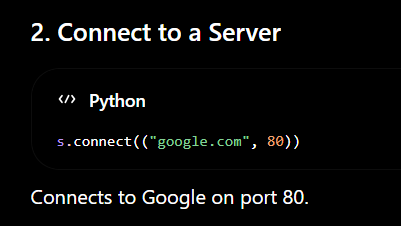 2. Connect to a Server
Python
s.connect(("google.com", 80))
Connects to Google on port 80.